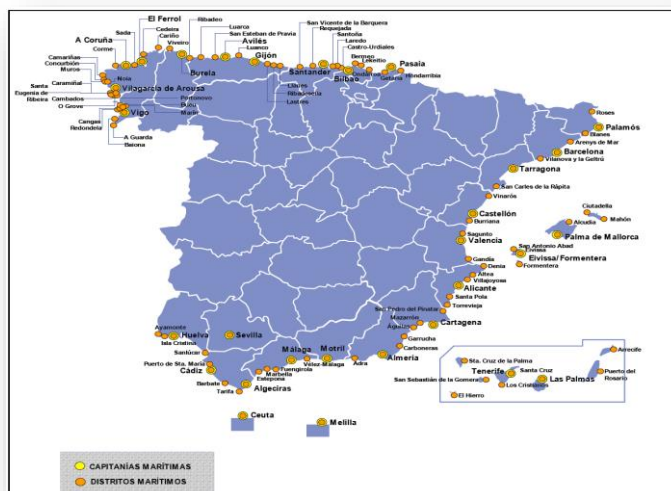 El Ferrol
Cedeira
Cariño
Viveiro
Ribadeo
Luarca
San Esteban de Pravia
Avilés
Luanco
Gijón
San Vicente de la Barquera
Requejada
Santoña
Laredo
Castro-Urdiales
Bermeo
Lekeitio
Pasaia
Hondarribia
Getaria
Ondarroa
Bilbao
Santander
Llanes
Ribadesella
Lastres
Burela
A Coruña
Sada
Corme
Camariñas
Corcubión
Muros
Noia
Caramiñal
Santa
Eugenia de
Ribeira
Vilagarcía de Arousa
Cambados
O Grove
Portonovo
Bueu
Marín
Vigo
Cangas
Redondela
A Guarda
Baiona
Roses
Palamós
Blanes
Arenys de Mar
Barcelona
Vilanova y la Geltrú
Tarragona
San Carles de la Rápita
Vinarós
Castellón
Burriana
Sagunto
Valencia
Gandía
Denia
Altea
Villajoyosa
Alicante
Santa Pola
Torrevieja
San Pedro del Pinatar
Mazarrón
Cartagena
Águilas
Garrucha
Carboneras
Almería
Adra
Motril
Vélez-Málaga
Málaga
Fuengirola
Marbella
Estepona
Algeciras
Tarifa
Barbate
Cádiz
Puerto de Sta. María
Sanlúcar
Sevilla
Huelva
Isla Cristina
Ayamonte
Ceuta
Melilla
Ciutadella
Mahón
Alcudia
Palma de Mallorca
San Antonio Abad
Eivissa
Eivissa/Formentera
Formentera
Sta. Cruz de la Palma
Tenerife
Santa Cruz
San Sebastián de la Gomera
Los Cristianos
El Hierro
Las Palmas
Arrecife
Puerto del
Rosario
CAPITANÍAS MARÍTIMAS
DISTRITOS MARÍTIMOS